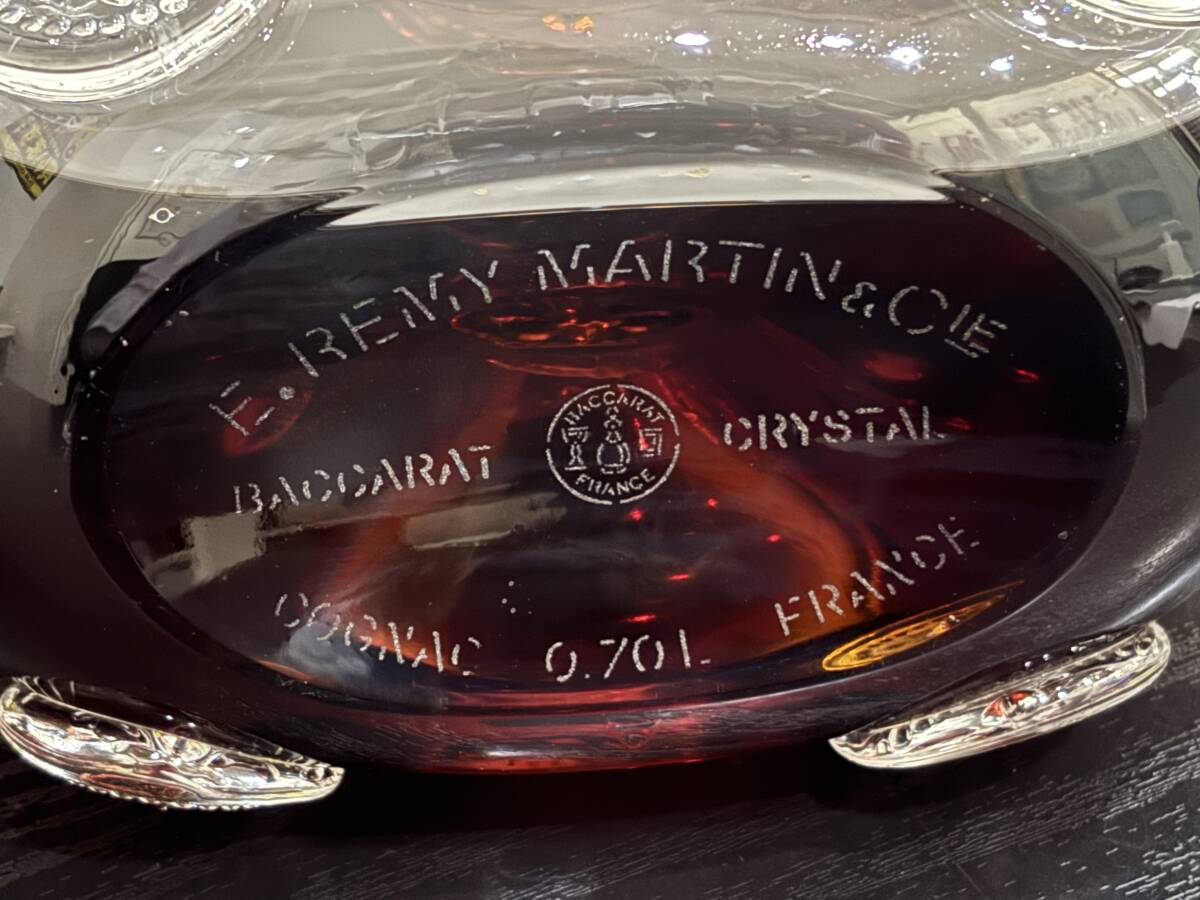 E. REMY MARTIN & CIE
BACCARAT CRYSTAL
BACCARAT
FRANCE
COGNAC 0.70 L FRANCE